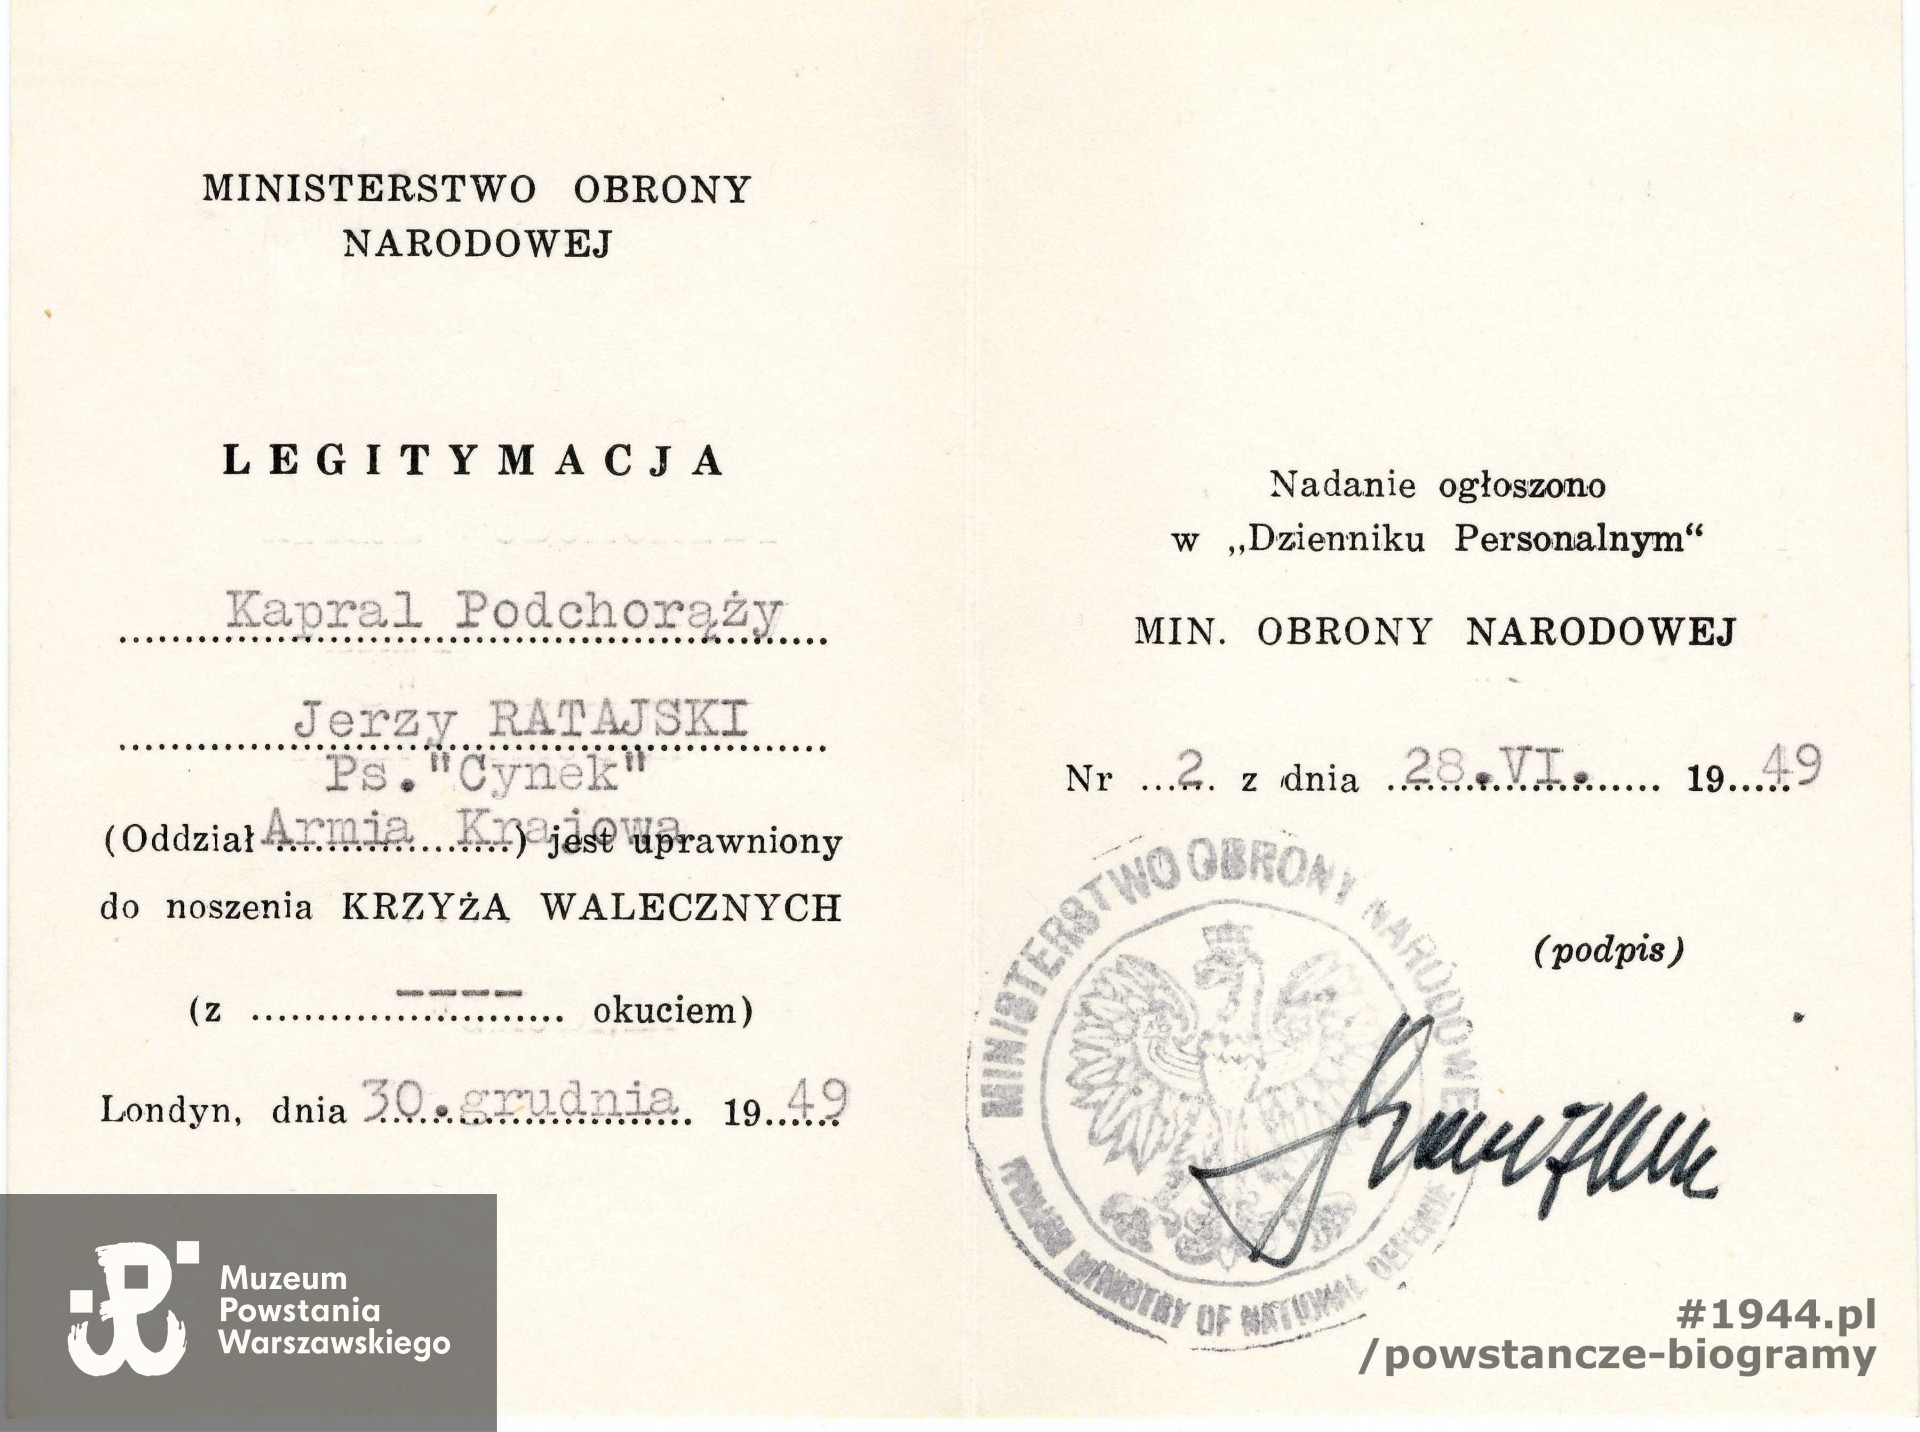 MINISTERSTWO OBRONY
NARODOWEJ
LEGITYMACJA
Kapral Podchorąży
Jerzy RATAJSKI
Ps."Cynek"
(Oddział Armia Krajowa) jest uprawniony
do noszenia KRZYŻA WALECZNYCH
(z ---- okuciem)
Londyn, dnia 30.grudnia 1949
Nadanie ogłoszono
w „Dzienniku Personalnym“
MIN. OBRONY NARODOWEJ
Nr 2. z dnia 28.VI. 1949
(podpis)
MINISTERSTWO OBRONY NARODOWEJ
POLISH MINISTRY OF NATIONAL DEFENCE
Muzeum
Powstania
Warszawskiego
#1944.pl
/powstancze-biogramy